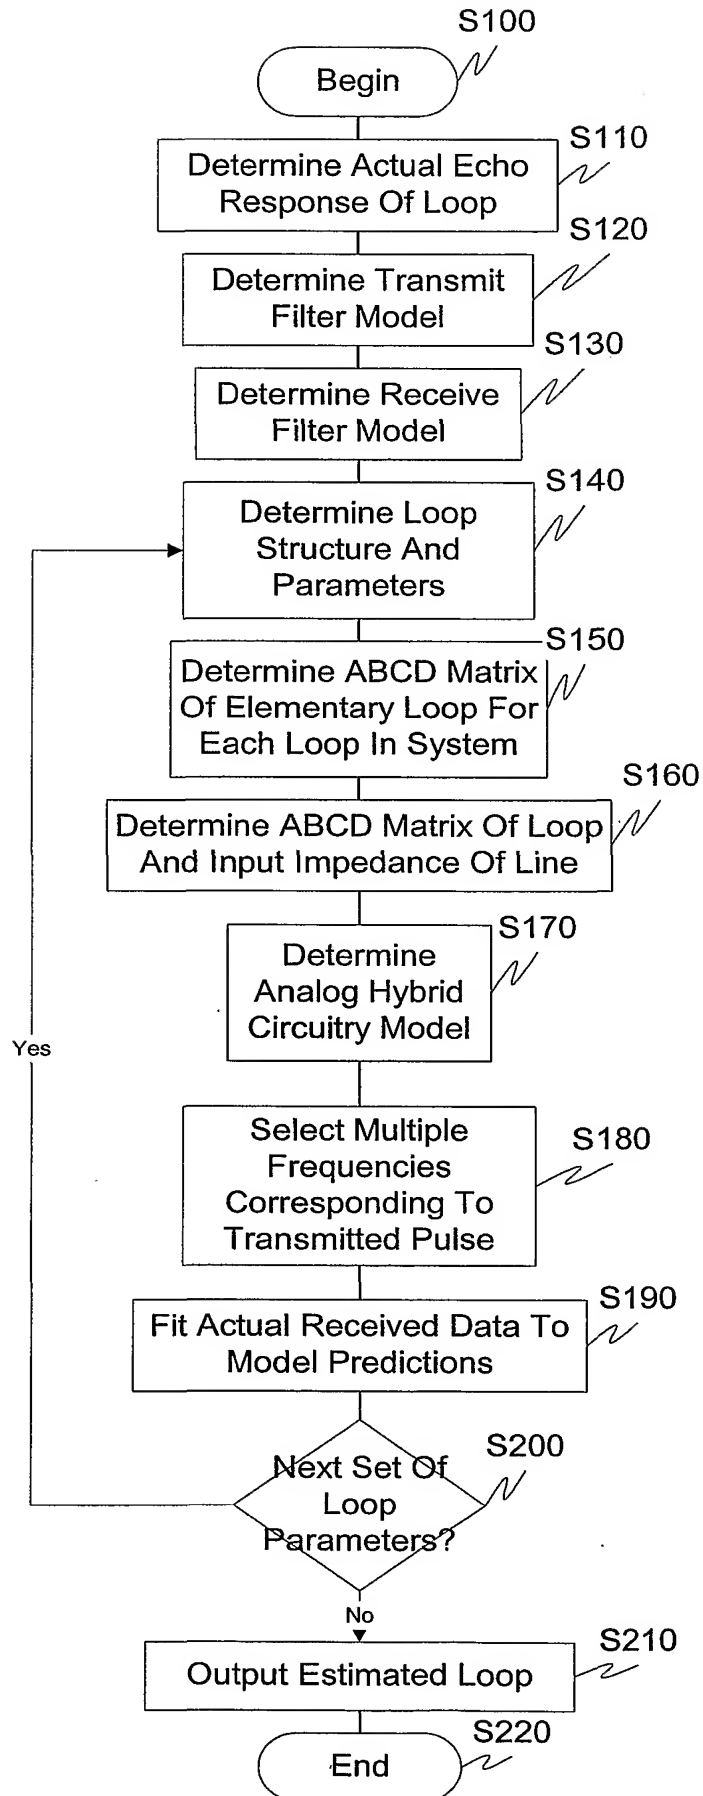 S100
Begin
S110
Determine Actual Echo
Response Of Loop
S120
Determine Transmit
Filter Model
S130
Determine Receive
Filter Model
S140
Determine Loop
Structure And
Parameters
S150
Determine ABCD Matrix
Of Elementary Loop For
Each Loop In System
S160
Determine ABCD Matrix Of Loop
And Input Impedance Of Line
S170
Determine
Analog Hybrid
Circuitry Model
Yes
S180
Select Multiple
Frequencies
Corresponding To
Transmitted Pulse
S190
Fit Actual Received Data To
Model Predictions
S200
Next Set Of
Loop
Parameters?
No
S210
Output Estimated Loop
S220
End